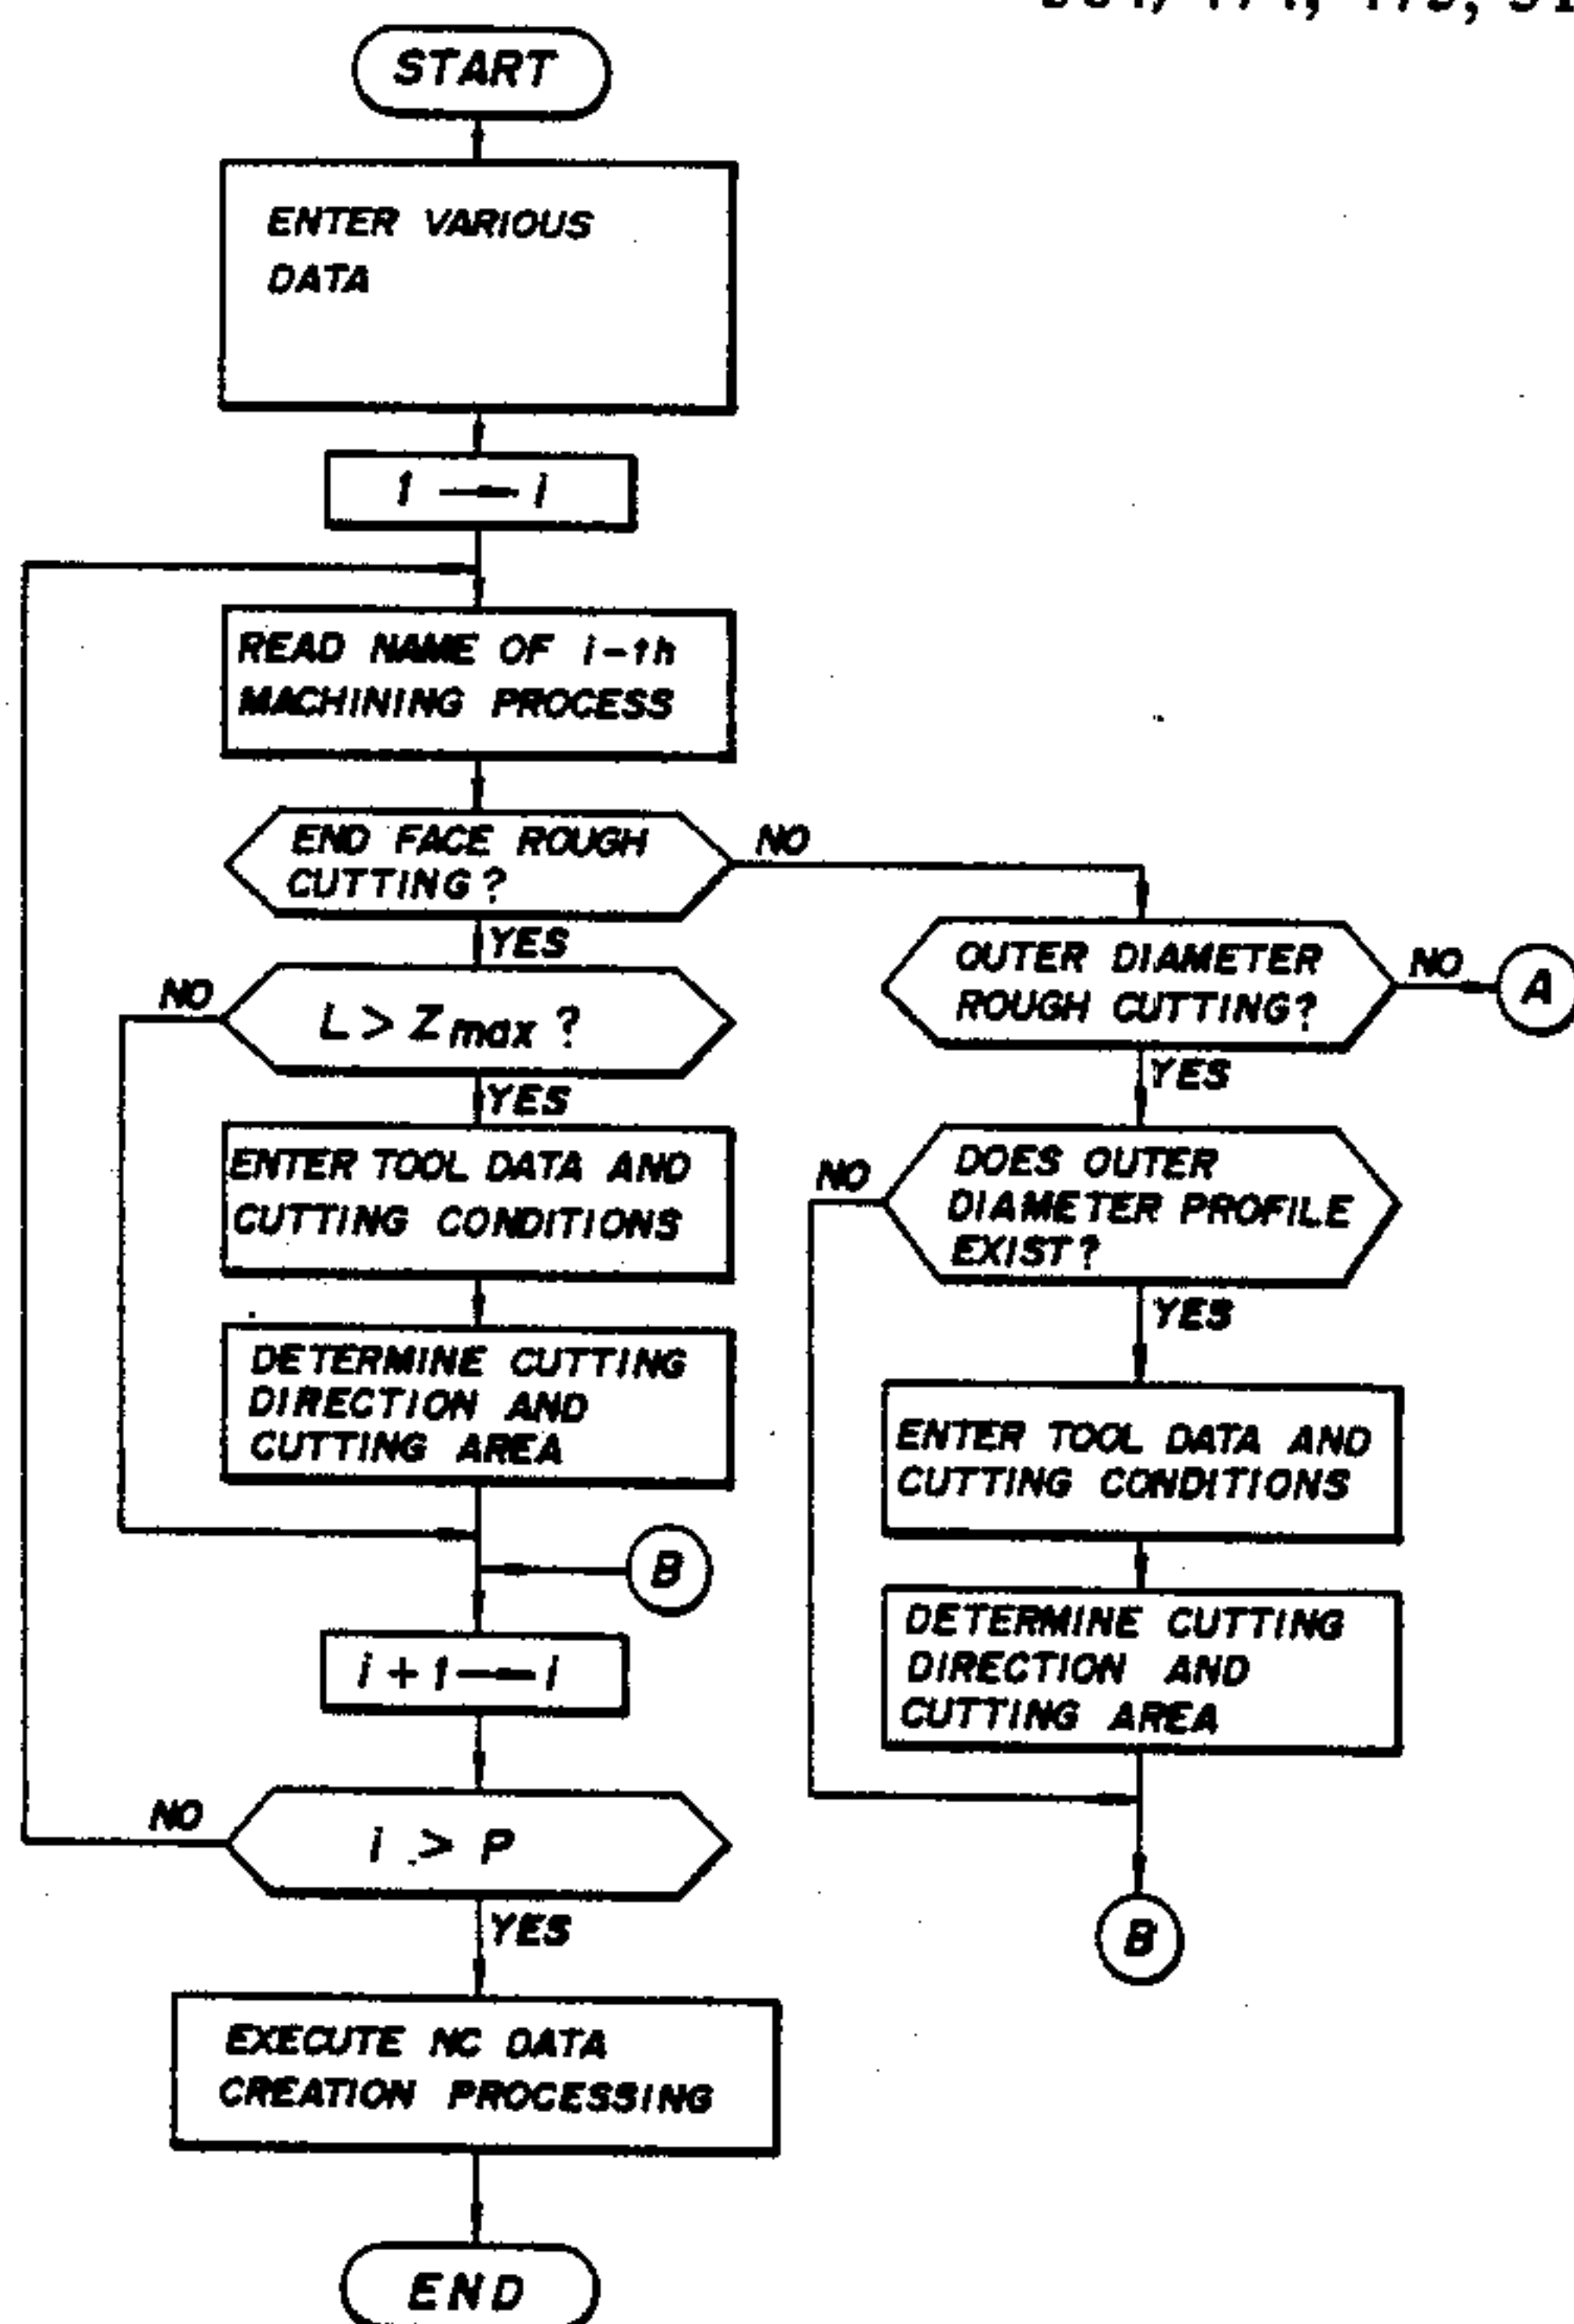 START
ENTER VARIOUS
DATA
1 → i
READ NAME OF i-th
MACHINING PROCESS
END FACE ROUGH
CUTTING?
NO
YES
L > Zmax ?
NO
YES
ENTER TOOL DATA AND
CUTTING CONDITIONS
DETERMINE CUTTING
DIRECTION AND
CUTTING AREA
B
i + 1 → i
i > P
NO
YES
EXECUTE NC DATA
CREATION PROCESSING
END
OUTER DIAMETER
ROUGH CUTTING?
NO
A
YES
DOES OUTER
DIAMETER PROFILE
EXIST?
NO
YES
ENTER TOOL DATA AND
CUTTING CONDITIONS
DETERMINE CUTTING
DIRECTION AND
CUTTING AREA
B